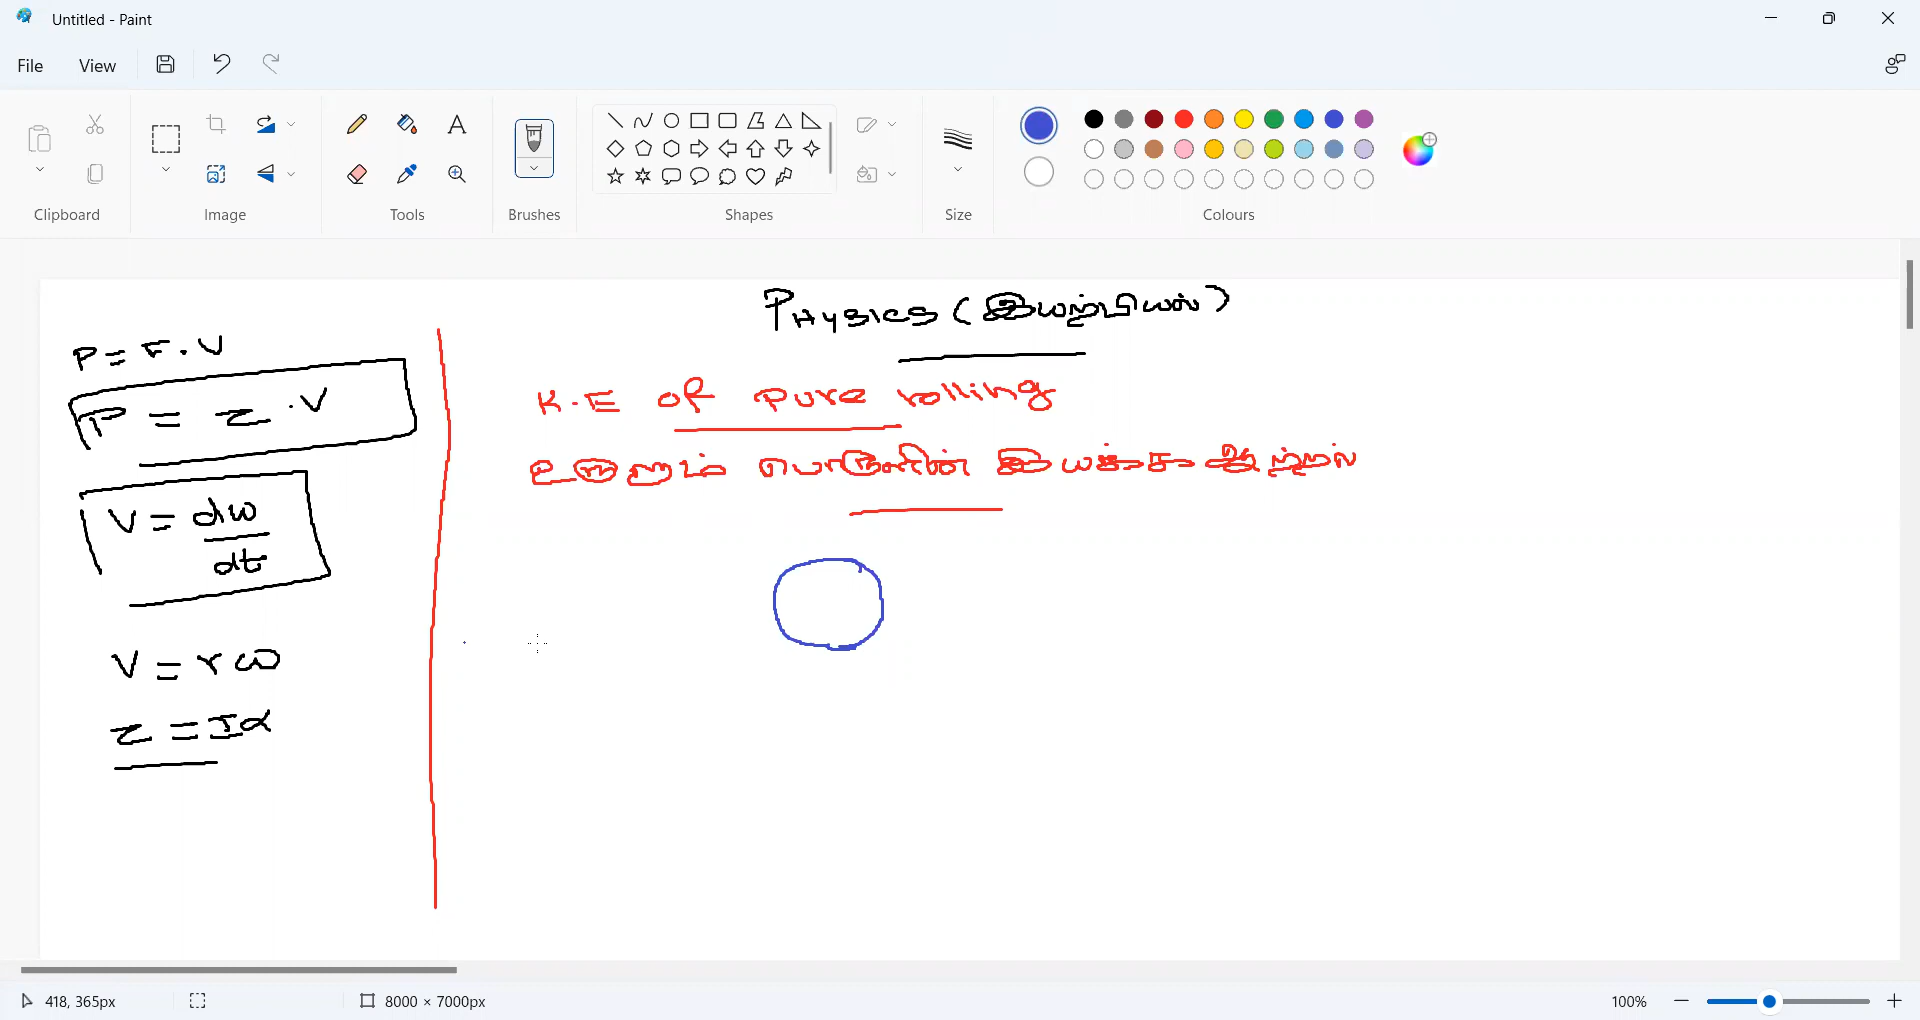 Untitled - Paint
File View
Clipboard
Image
Tools
Brushes
Shapes
Size
Colours
Physics (இயற்பியல்)
P = F . V
P = τ . V
V = dω
dt
V = rω
τ = Iα
K.E of pure rolling
உருளும் பொருளின் இயக்க ஆற்றல்
418, 365px
8000 × 7000px
100%